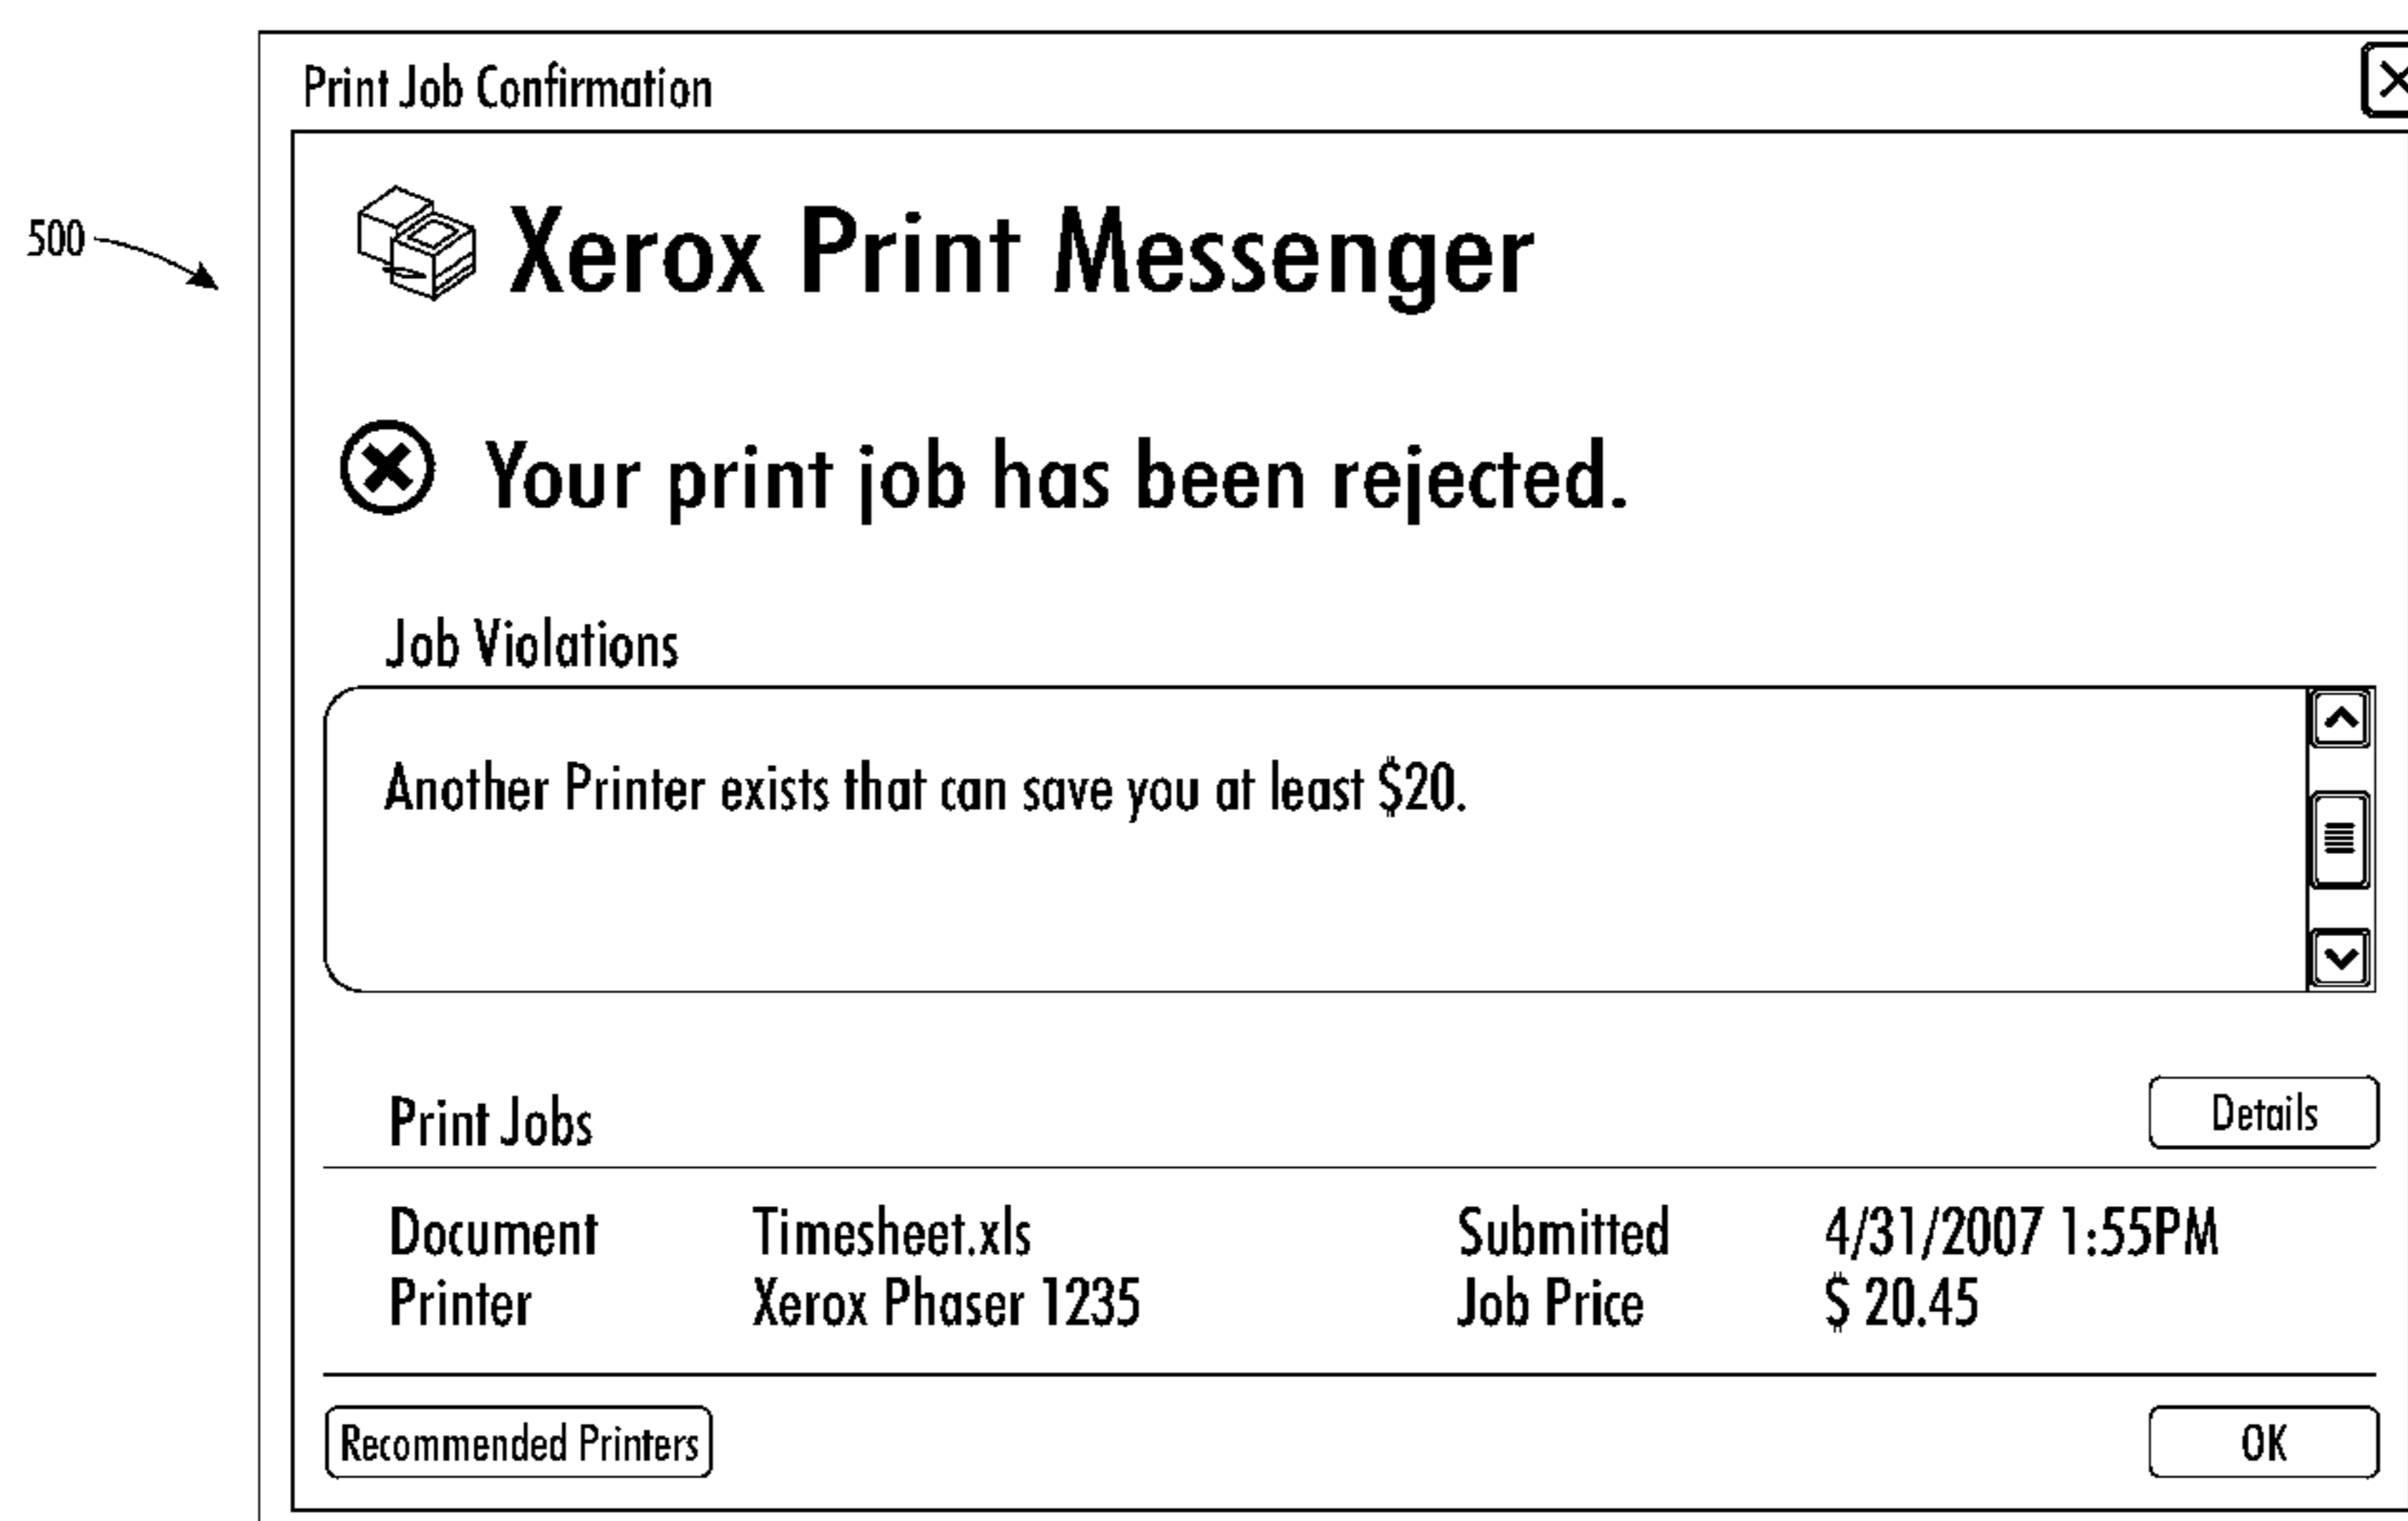 Print Job Confirmation
500
Xerox Print Messenger
Your print job has been rejected.
Job Violations
Another Printer exists that can save you at least $20.
Print Jobs
Details
Document Timesheet.xls Submitted 4/31/2007 1:55PM
Printer Xerox Phaser 1235 Job Price $ 20.45
Recommended Printers
OK